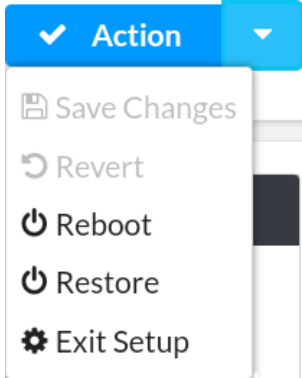 Action
Save Changes
Revert
Reboot
Restore
Exit Setup